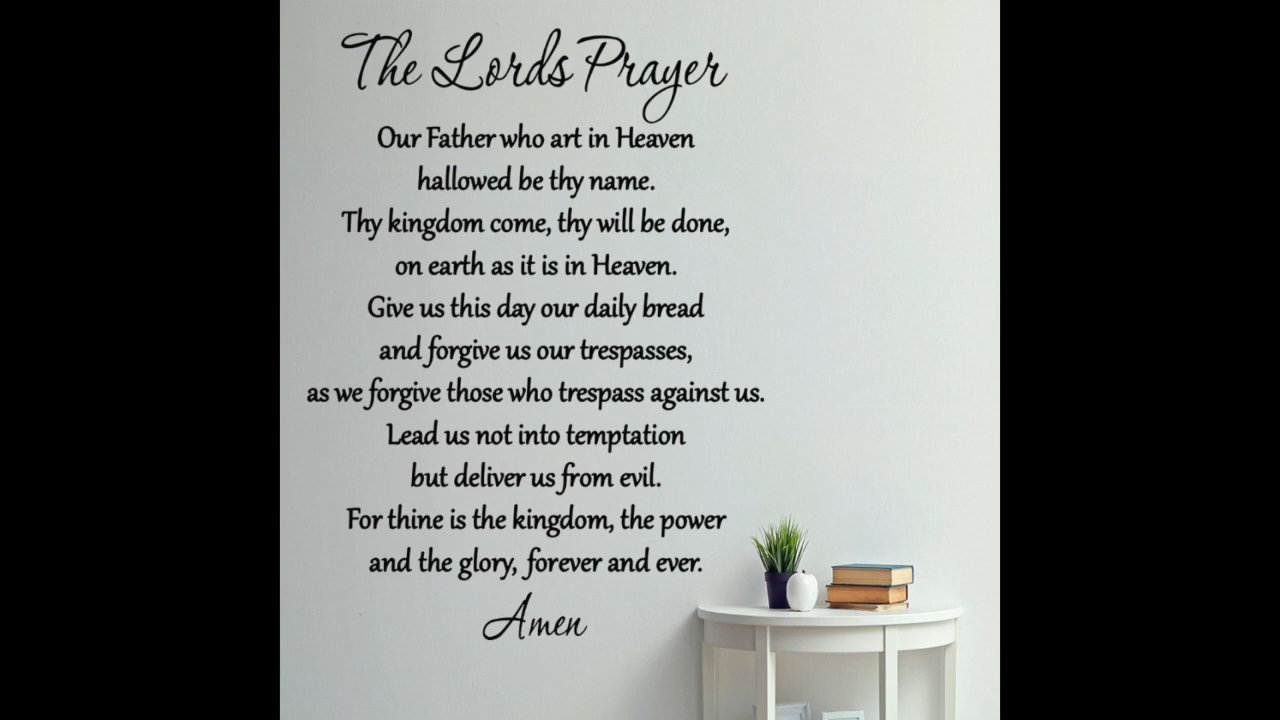 The Lords Prayer
Our Father who art in Heaven
hallowed be thy name.
Thy kingdom come, thy will be done,
on earth as it is in Heaven.
Give us this day our daily bread
and forgive us our trespasses,
as we forgive those who trespass against us.
Lead us not into temptation
but deliver us from evil.
For thine is the kingdom, the power
and the glory, forever and ever.
Amen